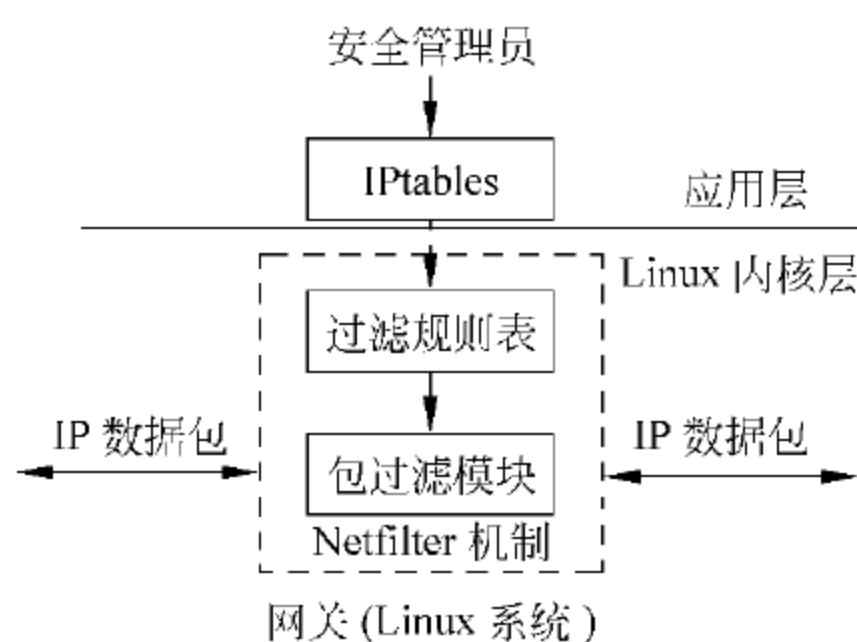 安全管理员
IPtables
应用层
Linux 内核层
过滤规则表
IP 数据包
IP 数据包
包过滤模块
Netfilter 机制
网关 (Linux 系统 )